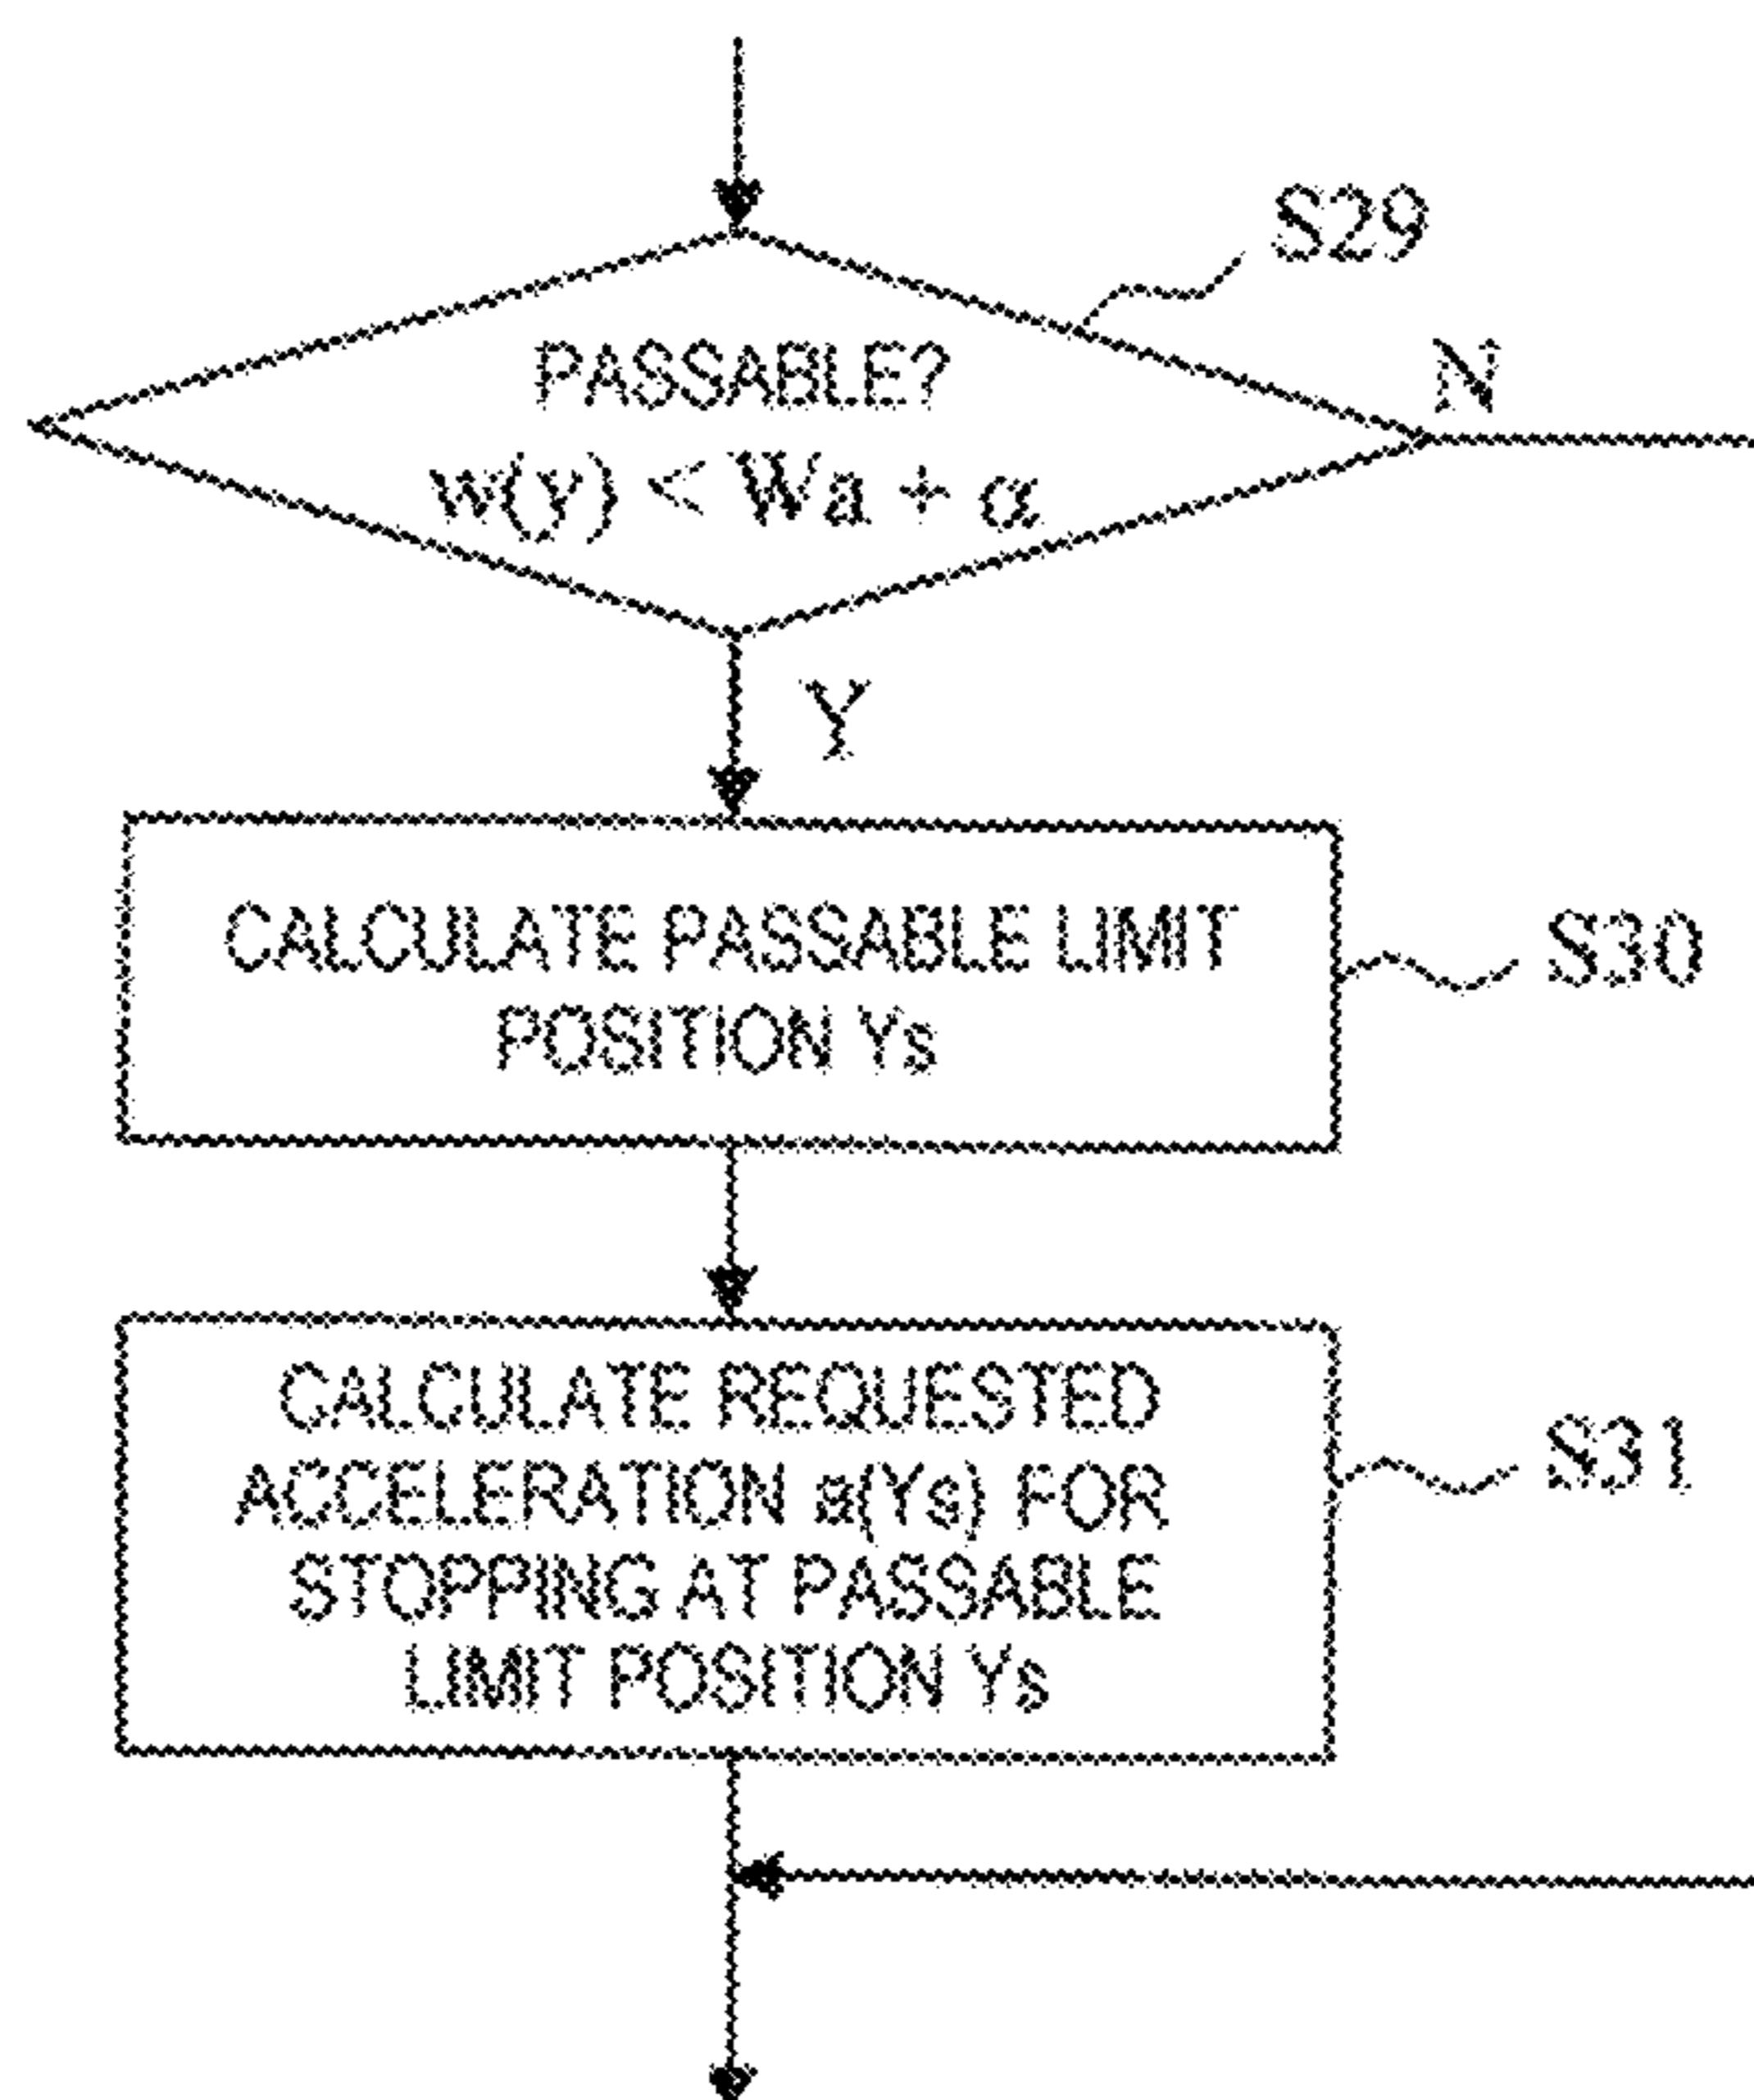 S29
PASSABLE?
N
w(y) < Wa + α
Y
CALCULATE PASSABLE LIMIT
POSITION Ys
S30
CALCULATE REQUESTED
ACCELERATION a(Ys) FOR
STOPPING AT PASSABLE
LIMIT POSITION Ys
S31